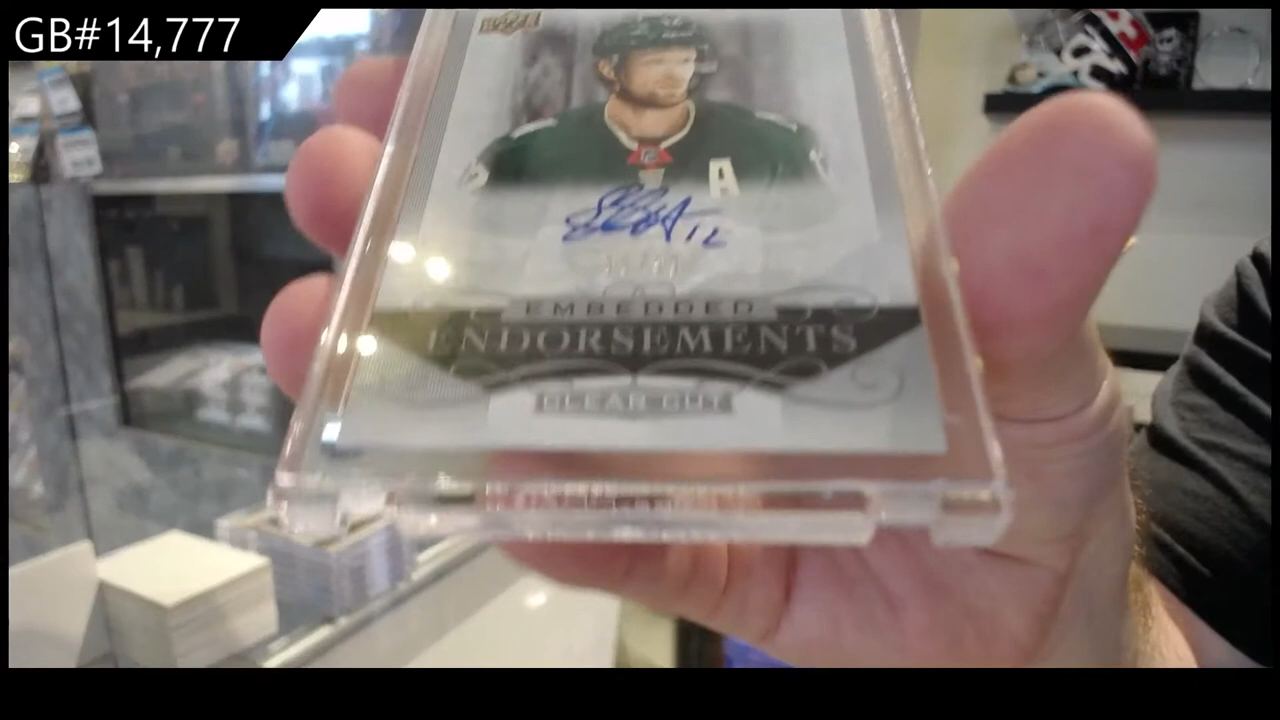 GB#14,777
A
EMBEDDED
ENDORSEMENTS
CLEAR CUT